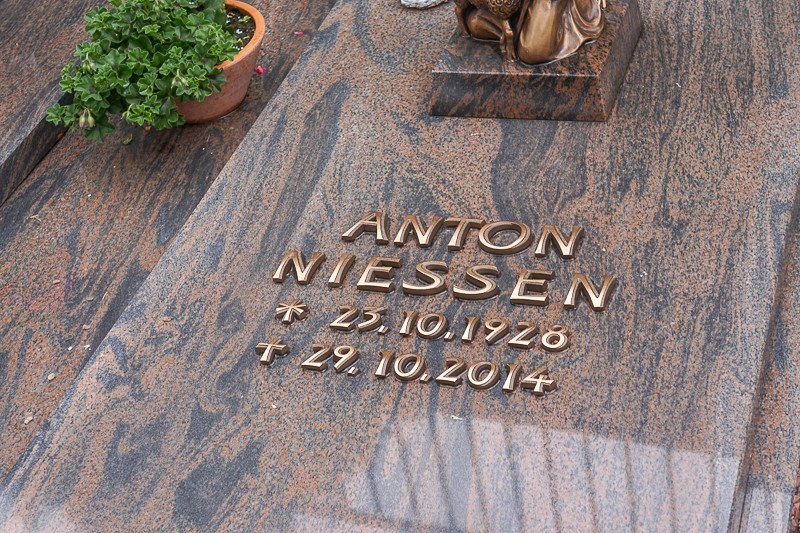 ANTON
NIESSEN
* 25.10.1928
† 29.10.2014